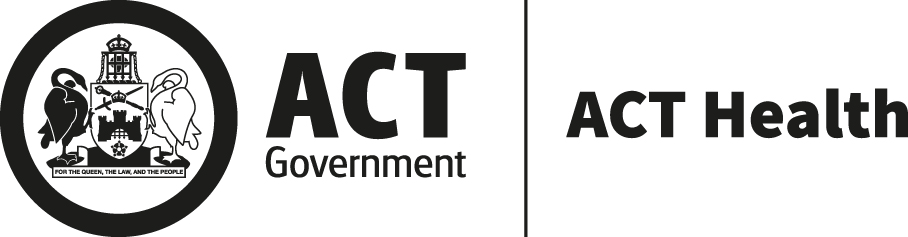 FOR THE QUEEN, THE LAW, AND THE PEOPLE
ACT
Government
ACT Health